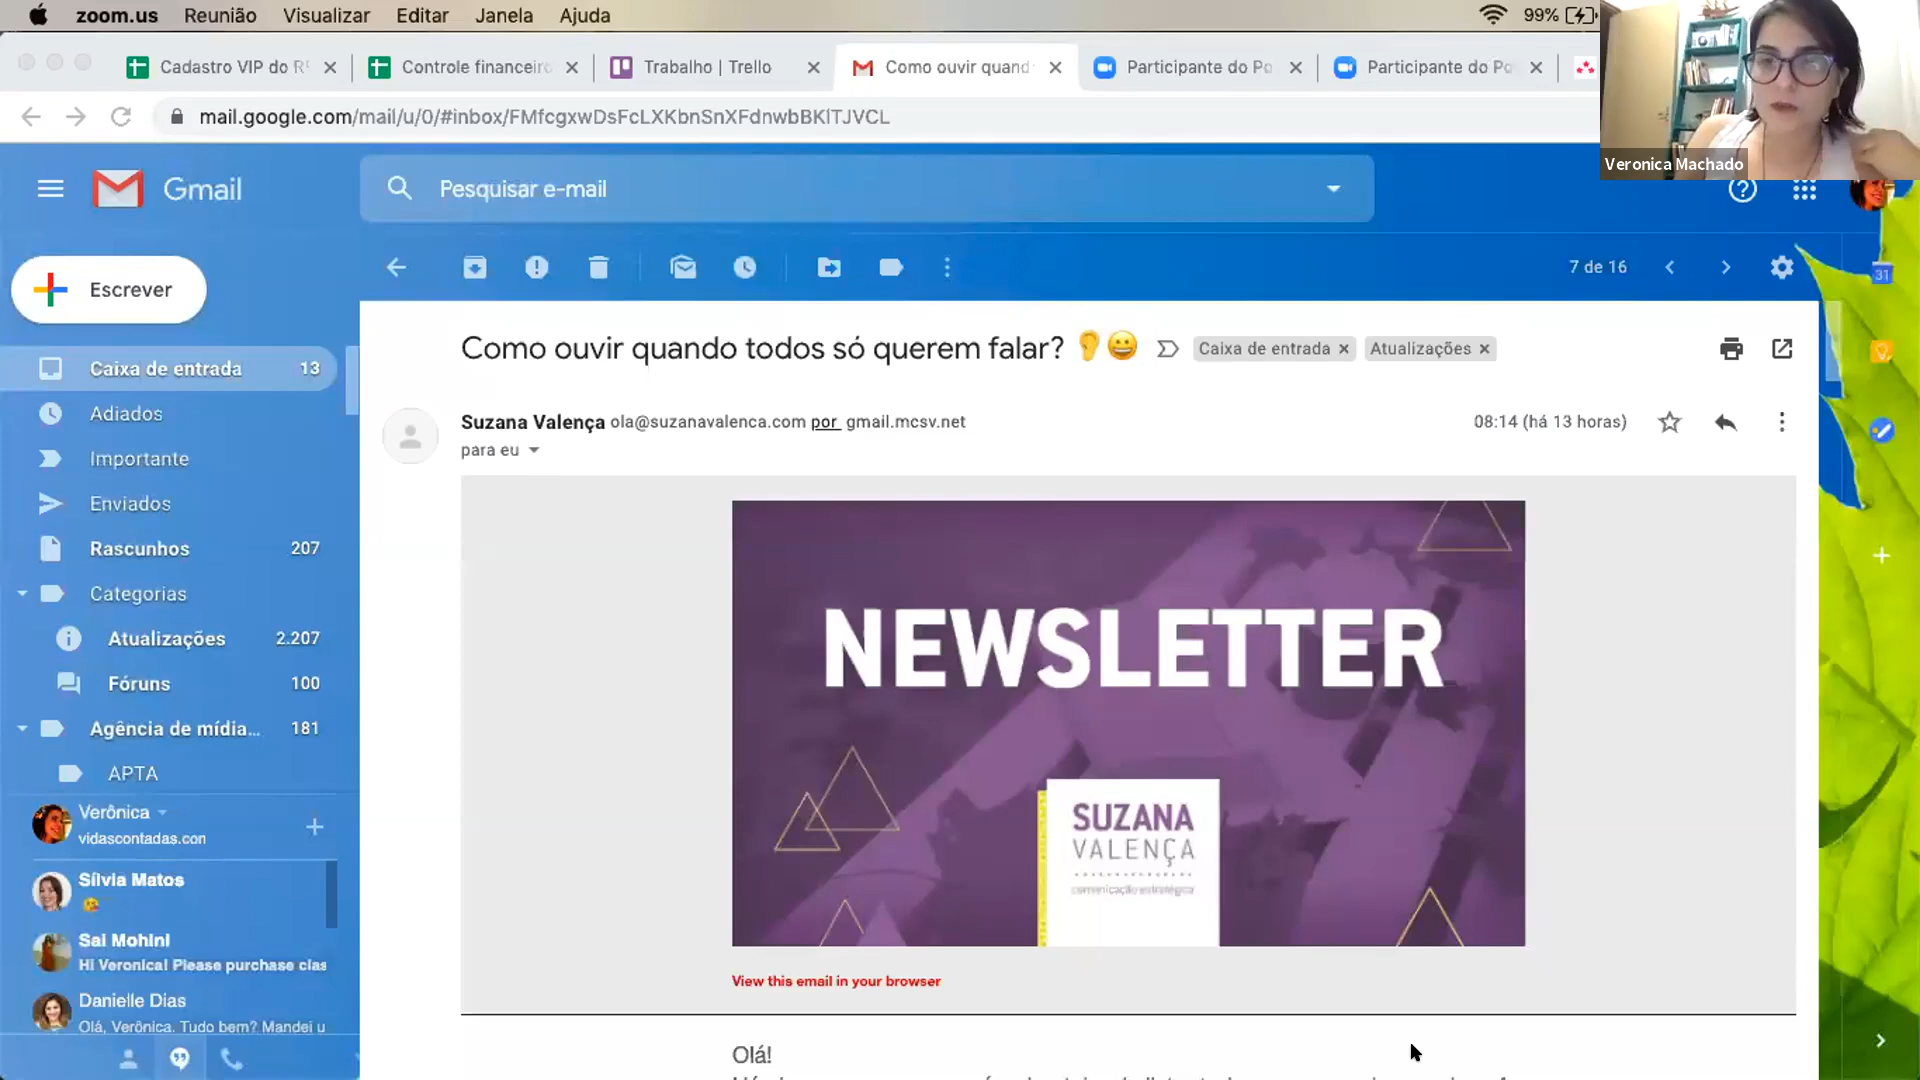 zoom.us Reunião Visualizar Editar Janela Ajuda 99%
Cadastro VIP do Controle financeiro Trabalho | Trello Como ouvir quand Participante do Po Participante do Po
mail.google.com/mail/u/0/#inbox/FMfcgxwDsFcLXKbnSnXFdnwbBKlTJVCL
Veronica Machado
Gmail
Pesquisar e-mail
Escrever
7 de 16
31
Como ouvir quando todos só querem falar? 👂😀
Caixa de entrada x
Atualizações x
Caixa de entrada 13
Adiados
Importante
Enviados
Rascunhos 207
Categorias
Atualizações 2.207
Fóruns 100
Agência de mídia... 181
APTA
Suzana Valença ola@suzanavalenca.com por gmail.mcsv.net
08:14 (há 13 horas)
para eu
NEWSLETTER
SUZANA
VALENÇA
comunicação estratégica
View this email in your browser
Olá!
Verônica
vidascontadas.con
Sílvia Matos
😘
Sai Mohini
Hi Veronica! Please purchase clas
Danielle Dias
Olá, Verônica. Tudo bem? Mandei u